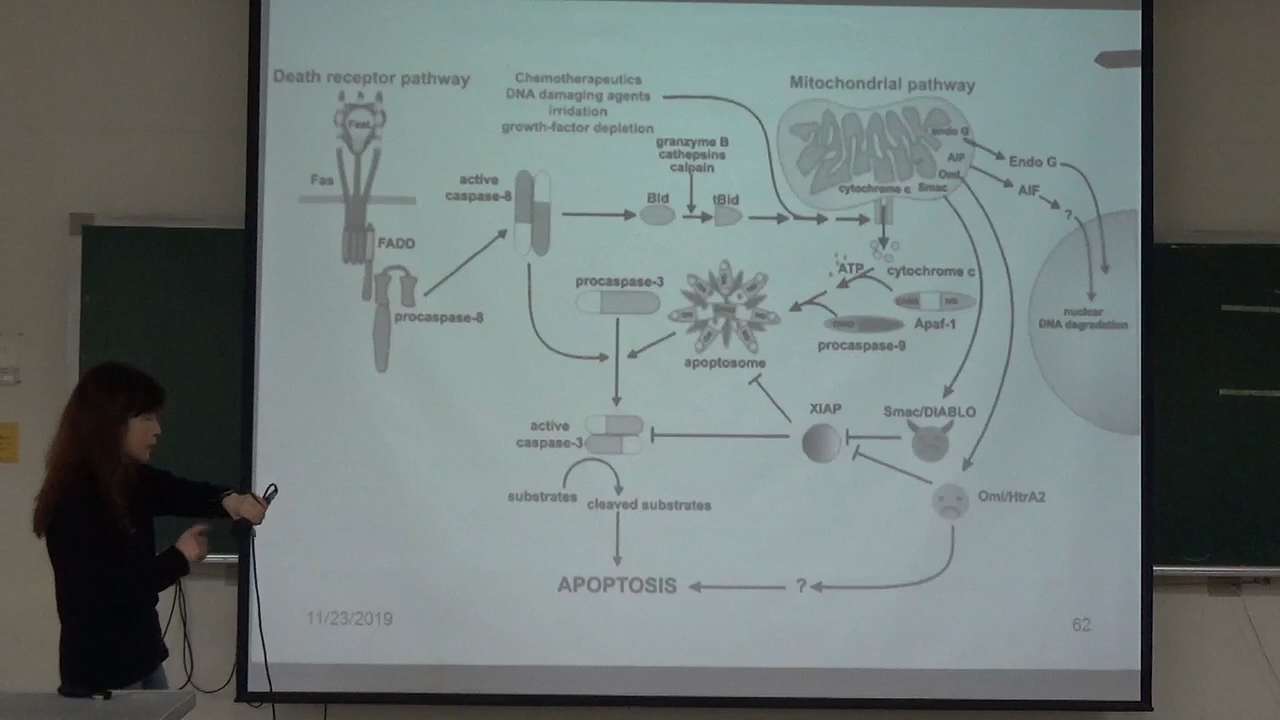 Death receptor pathway
Chemotherapeutics
DNA damaging agents
irridation
growth-factor depletion
Mitochondrial pathway
FasL
Fas
FADD
procaspase-8
active
caspase-8
granzyme B
cathepsins
calpain
Bid
tBid
endo G
AIF
Omi
Smac
cytochrome c
Endo G
AIF
?
nuclear
DNA degradation
ATP
cytochrome c
Apaf-1
procaspase-9
procaspase-3
apoptosome
XIAP
Smac/DIABLO
active
caspase-3
Omi/HtrA2
substrates
cleaved substrates
APOPTOSIS
?
11/23/2019
62